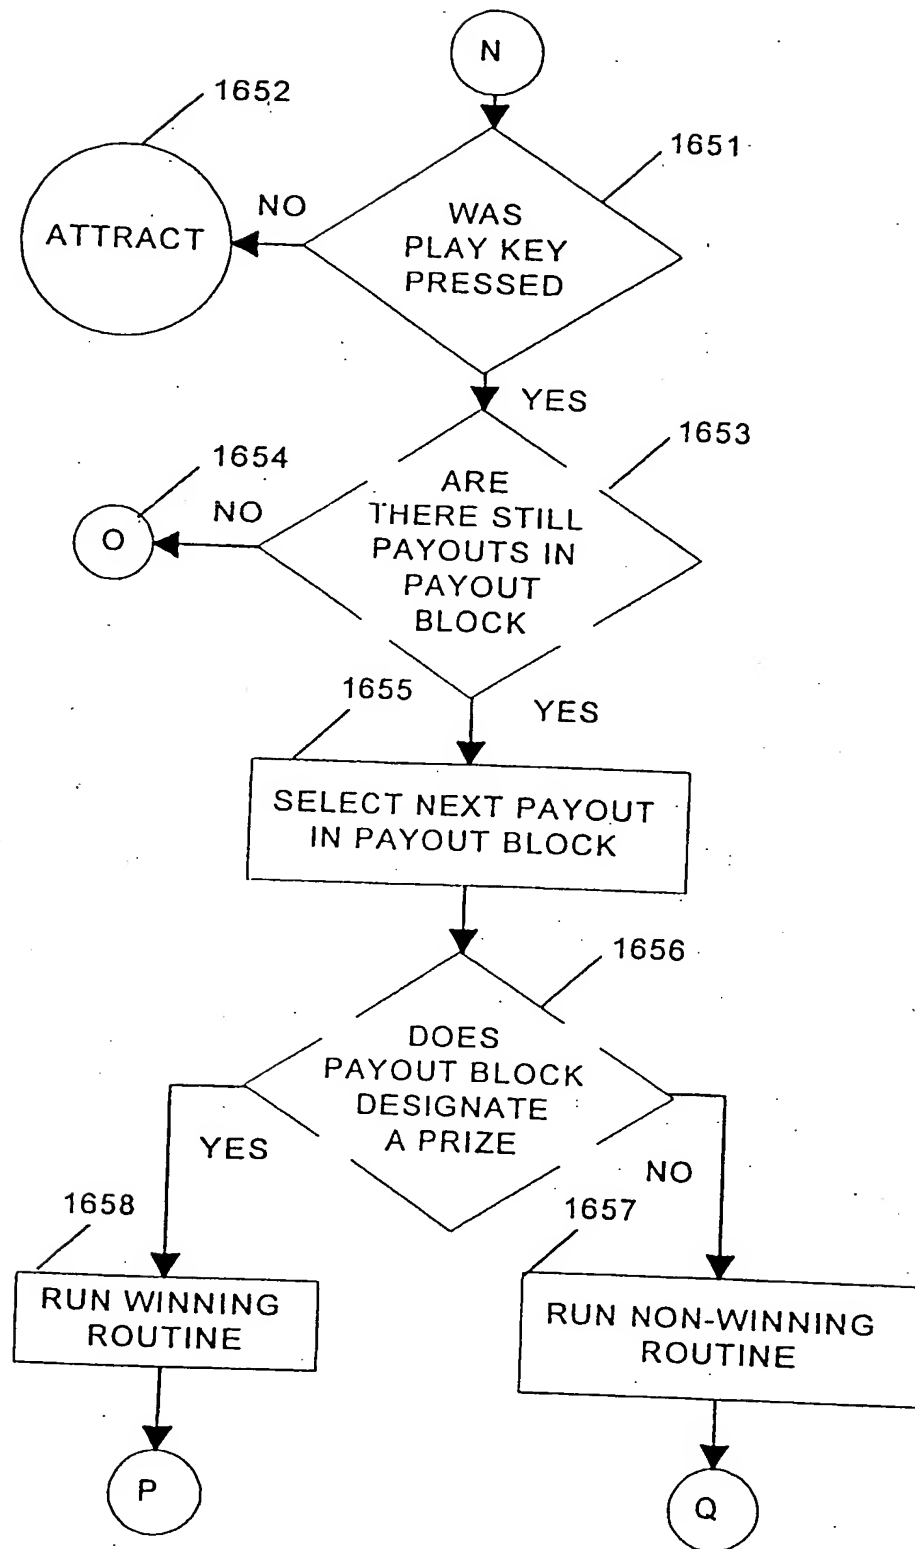 N
1652
1651
NO
WAS
PLAY KEY
PRESSED
ATTRACT
YES
1653
1654
NO
ARE
THERE STILL
PAYOUTS IN
PAYOUT
BLOCK
O
1655
YES
SELECT NEXT PAYOUT
IN PAYOUT BLOCK
1656
DOES
PAYOUT BLOCK
DESIGNATE
A PRIZE
YES
NO
1658
1657
RUN WINNING
ROUTINE
RUN NON-WINNING
ROUTINE
P
Q